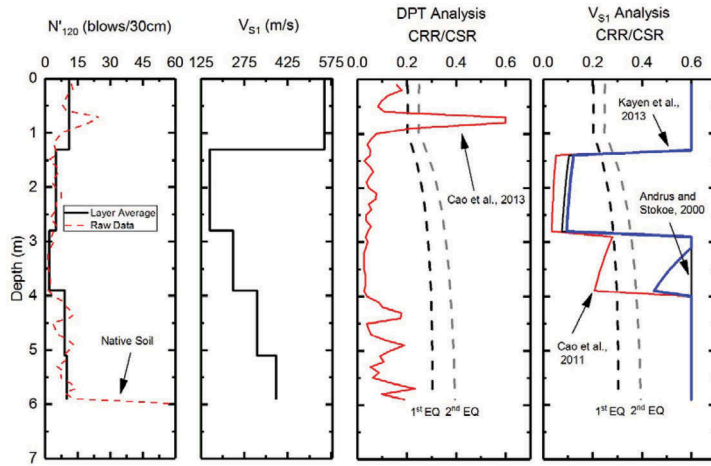 N'120 (blows/30cm)
VS1 (m/s)
DPT Analysis
CRR/CSR
VS1 Analysis
CRR/CSR
0 15 30 45 60
125 275 425 575
0.0 0.2 0.4 0.6
0.0 0.2 0.4 0.6
0
1
2
3
4
5
6
7
Depth (m)
Layer Average
Raw Data
Native Soil
Cao et al., 2013
1st EQ 2nd EQ
Kayen et al.,
2013
Andrus and
Stokoe, 2000
Cao et al.,
2011
1st EQ 2nd EQ